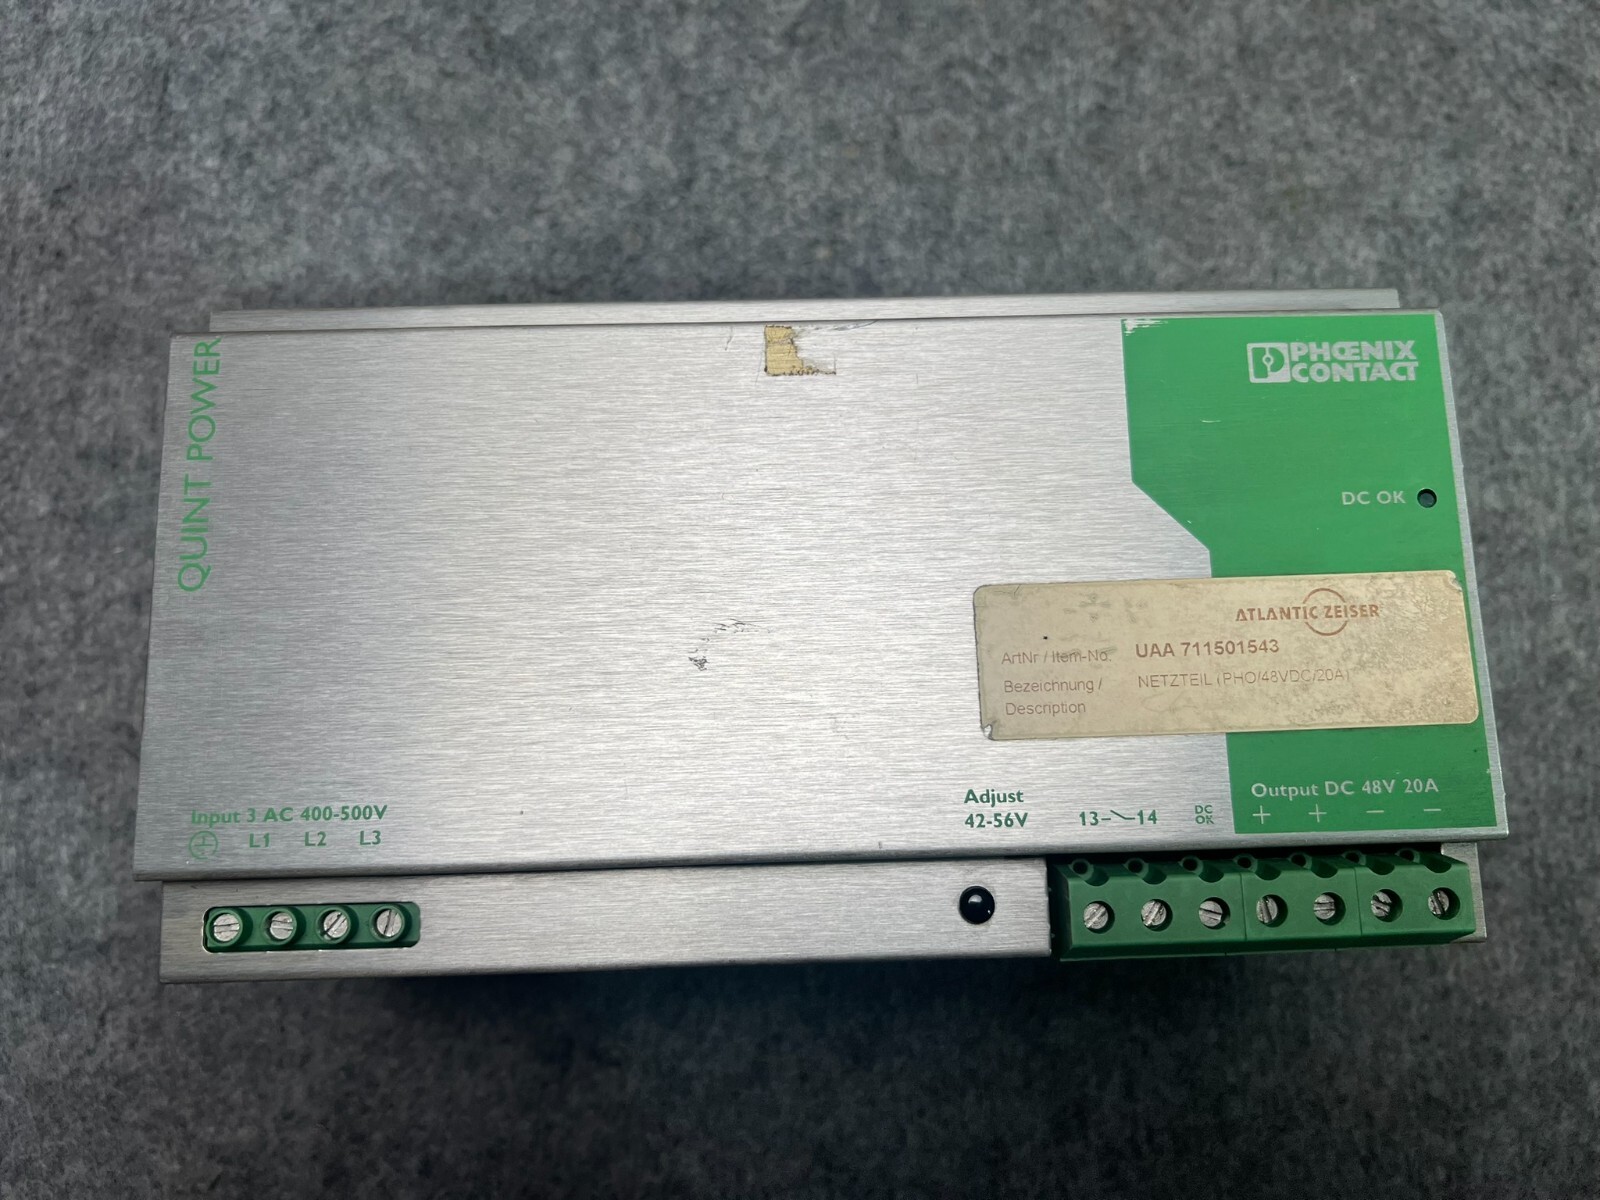 QUINT POWER
PHŒNIX
CONTACT
DC OK
ATLANTIC ZEISER
ArtNr / Item-No. UAA 711501543
Bezeichnung / NETZTEIL (PHO/48VDC/20A)
Description
Output DC 48V 20A
+ + − −
Adjust
42-56V
13 14
DC
OK
Input 3 AC 400-500V
L1 L2 L3